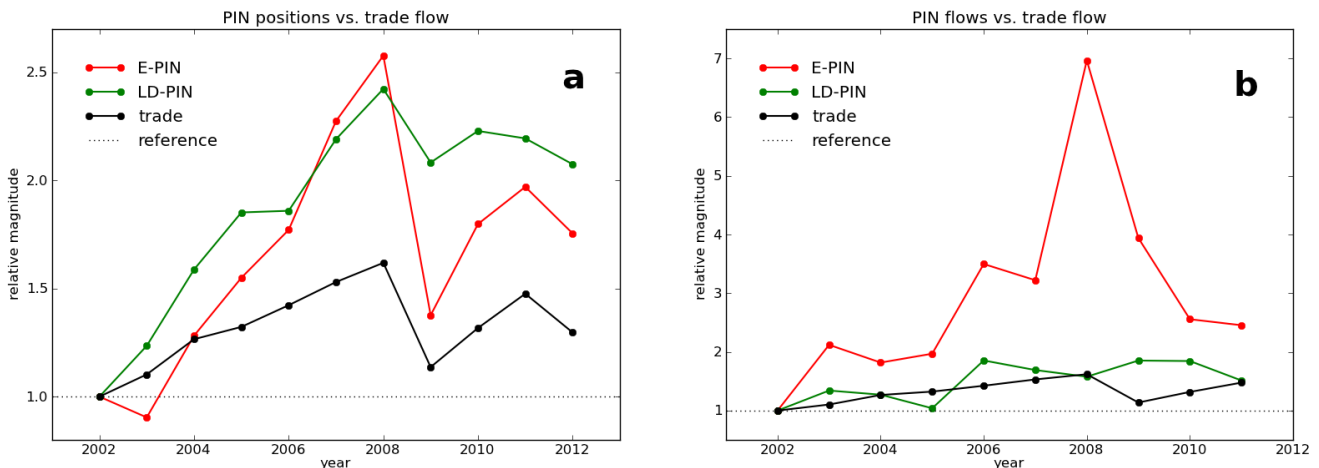 PIN positions vs. trade flow
a
E-PIN
LD-PIN
trade
reference
relative magnitude
2.5
2.0
1.5
1.0
2002 2004 2006 2008 2010 2012
year
PIN flows vs. trade flow
b
E-PIN
LD-PIN
trade
reference
relative magnitude
7
6
5
4
3
2
1
2002 2004 2006 2008 2010 2012
year